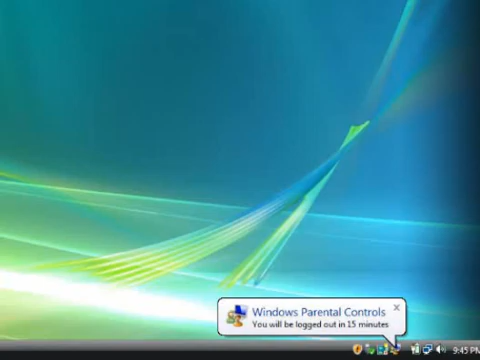 Windows Parental Controls
You will be logged out in 15 minutes
9:45 PM